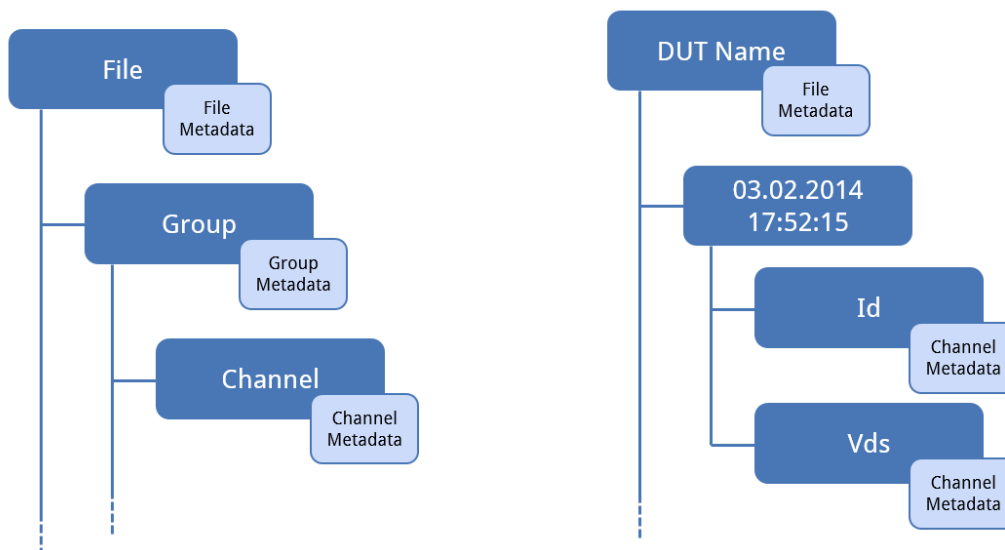 File
File
Metadata
Group
Group
Metadata
Channel
Channel
Metadata
DUT Name
File
Metadata
03.02.2014
17:52:15
Id
Channel
Metadata
Vds
Channel
Metadata